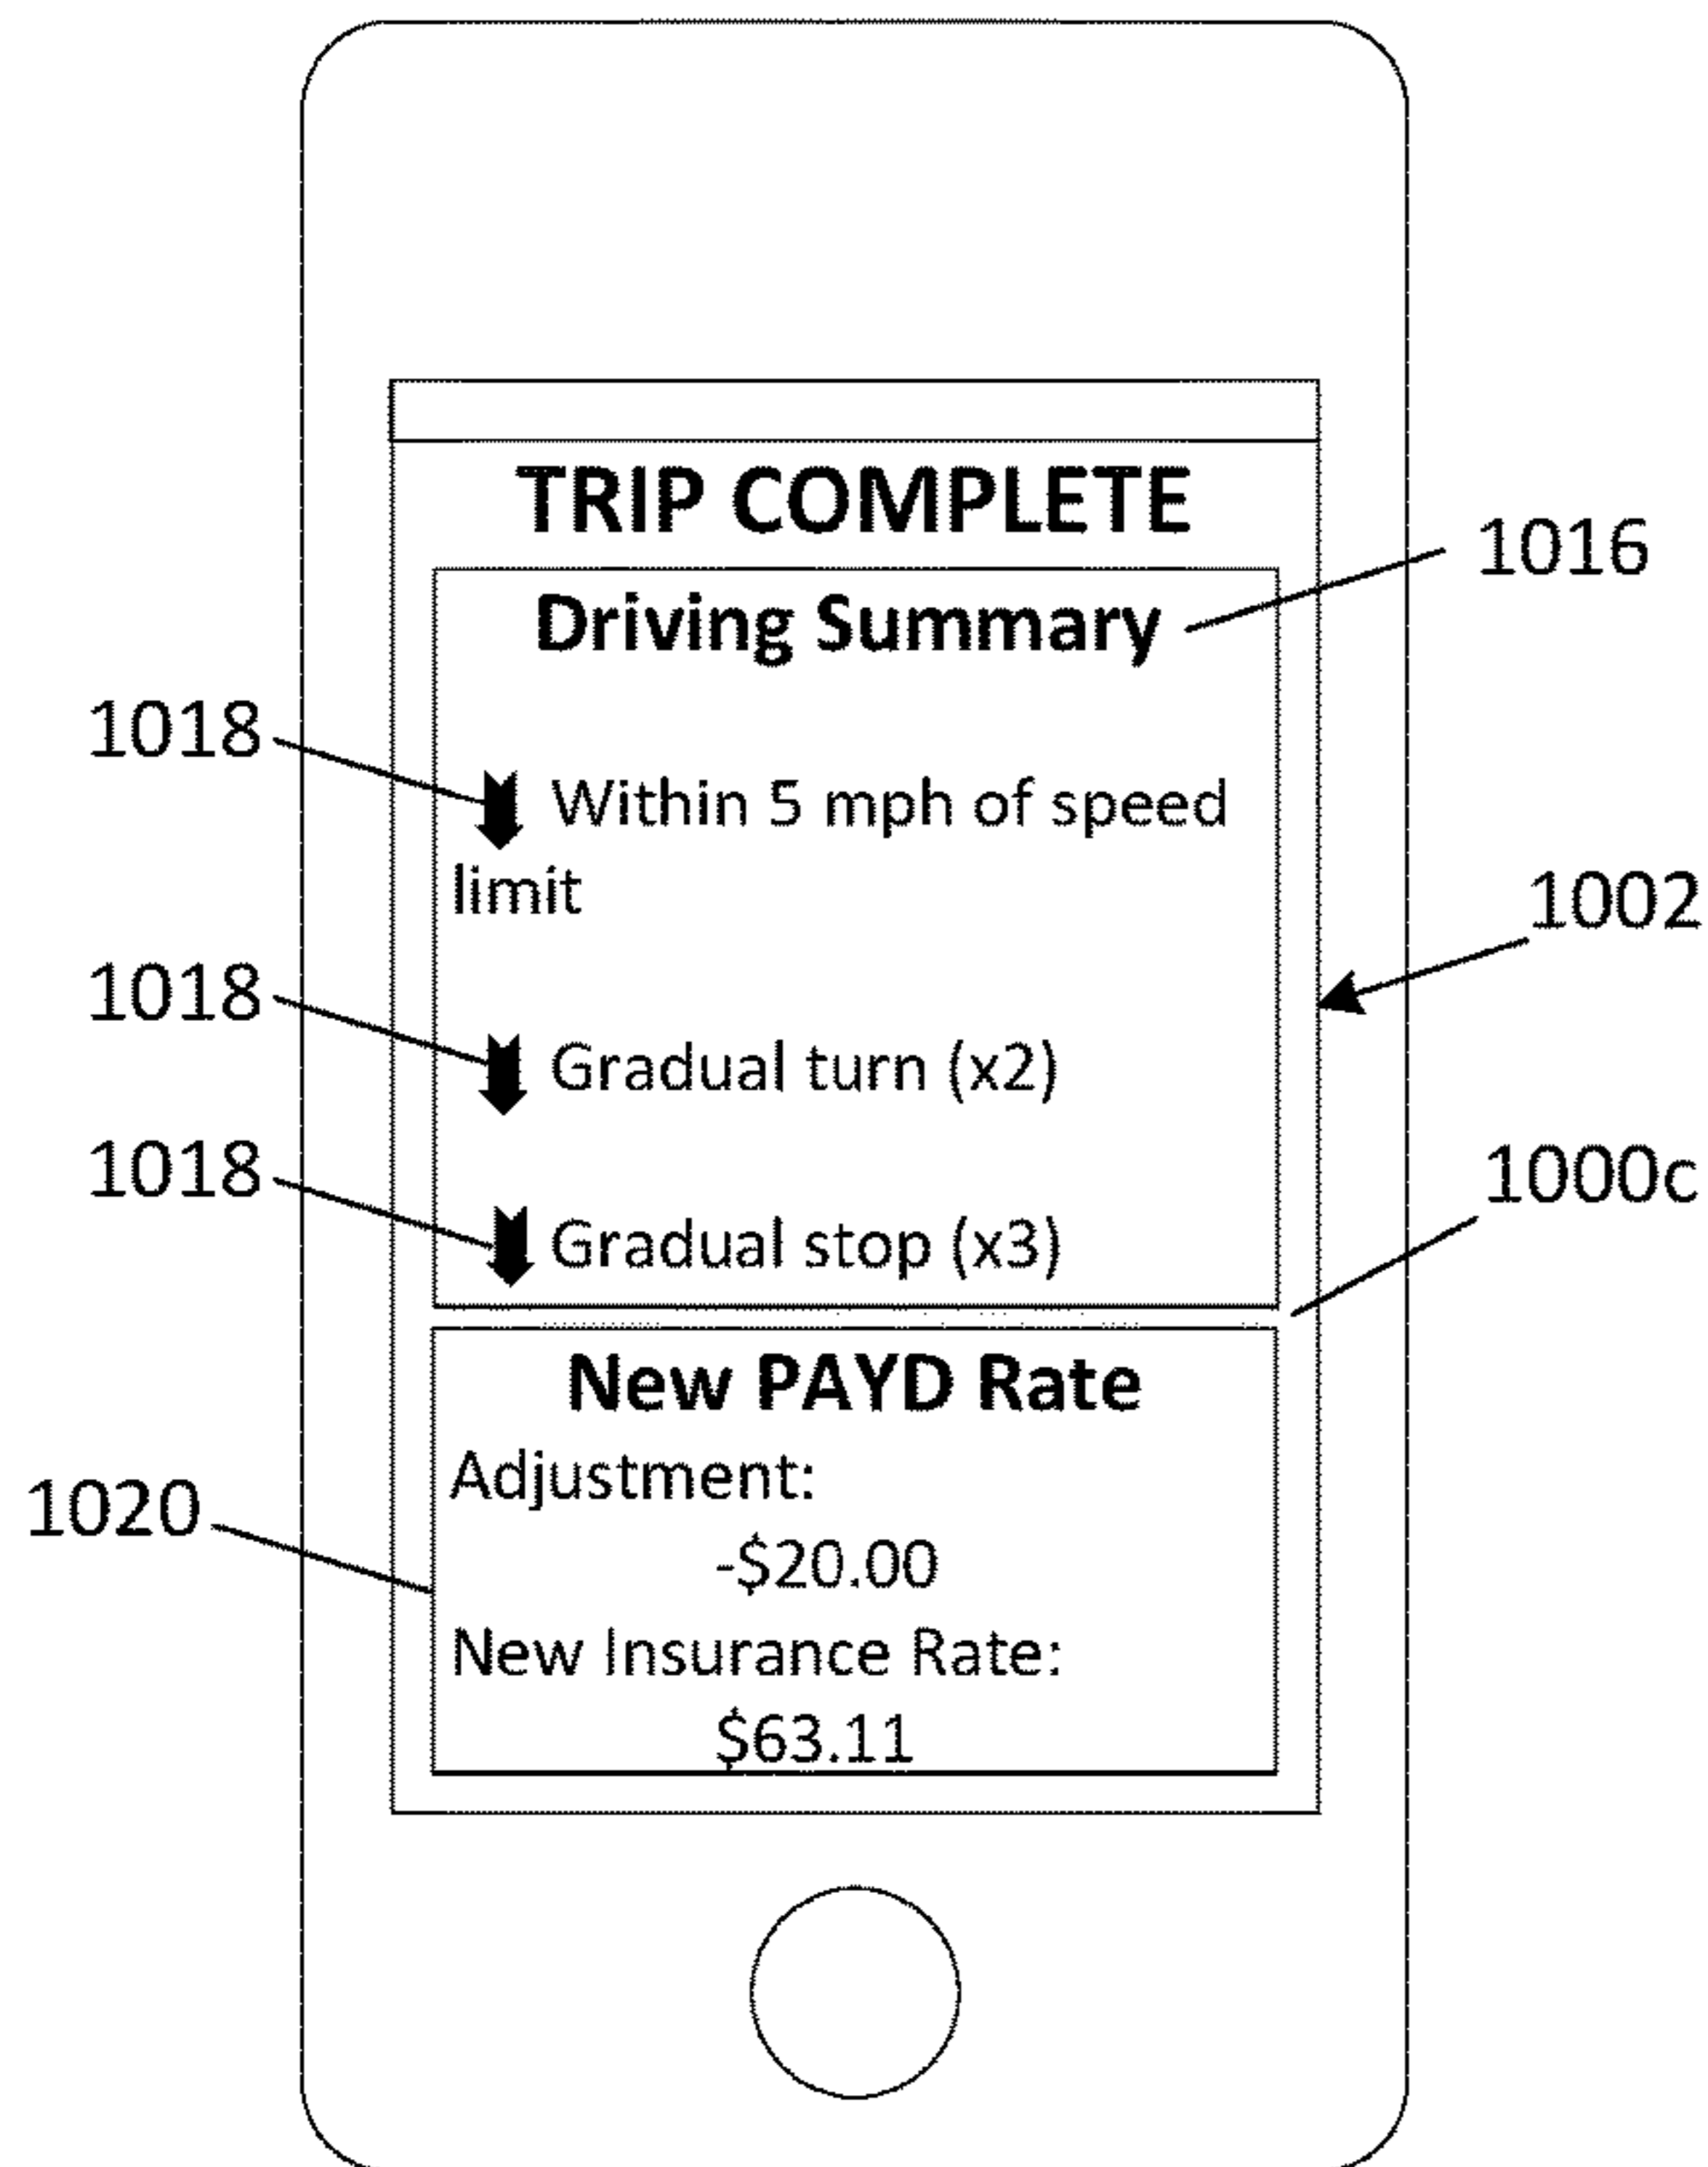 TRIP COMPLETE
1016
Driving Summary
1018
Within 5 mph of speed
limit
1002
1018
Gradual turn (x2)
1018
1000c
Gradual stop (x3)
New PAYD Rate
Adjustment:
1020
-$20.00
New Insurance Rate:
$63.11